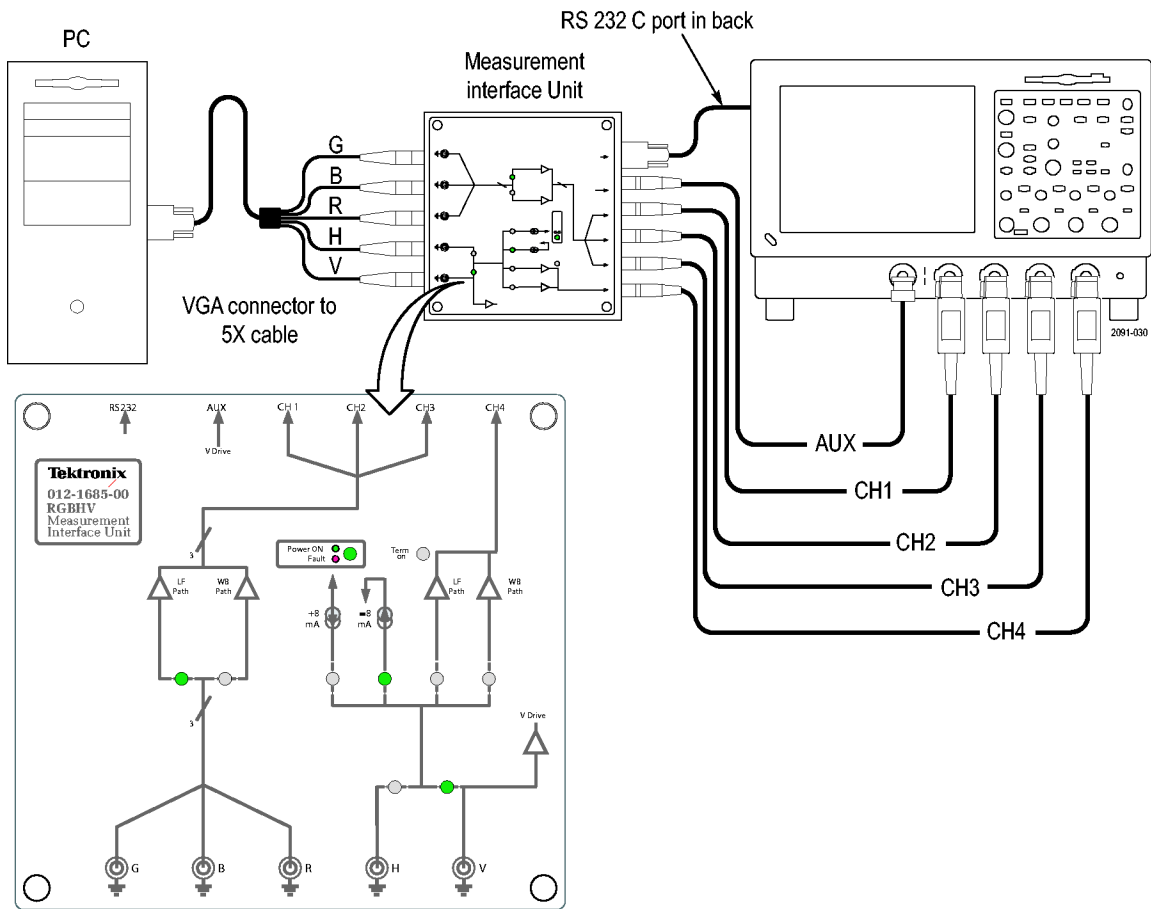 RS 232 C port in back
PC
Measurement
interface Unit
G
B
R
H
V
VGA connector to
5X cable
2091-030
AUX
CH1
CH2
CH3
CH4
RS232
AUX
CH 1
CH2
CH3
CH4
V Drive
Tektronix
012-1685-00
RGBHV
Measurement
Interface Unit
3
Power ON
Fault
Term
on
LF
Path
WB
Path
+8
mA
-8
mA
LF
Path
WB
Path
3
V Drive
G
B
R
H
V